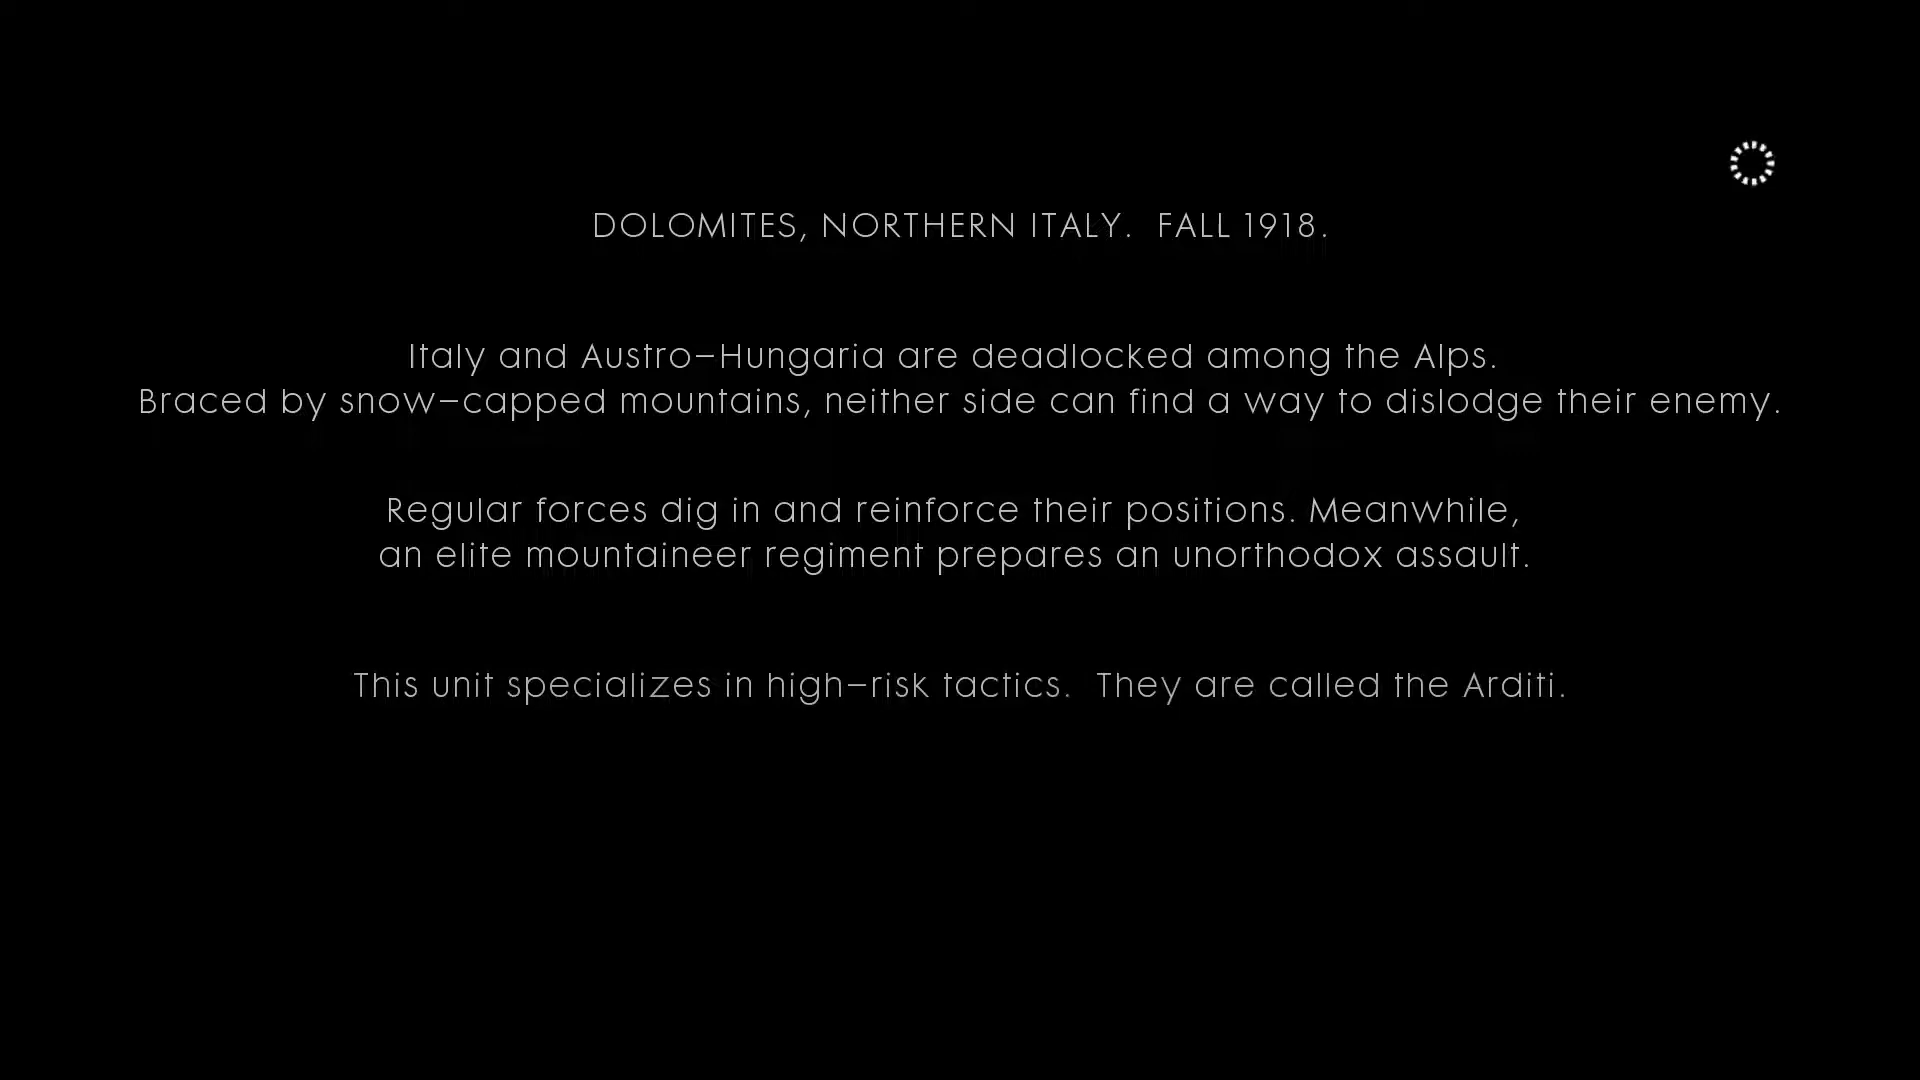 DOLOMITES, NORTHERN ITALY.  FALL 1918.
Italy and Austro-Hungaria are deadlocked among the Alps.
Braced by snow-capped mountains, neither side can find a way to dislodge their enemy.
Regular forces dig in and reinforce their positions. Meanwhile,
an elite mountaineer regiment prepares an unorthodox assault.
This unit specializes in high-risk tactics.  They are called the Arditi.